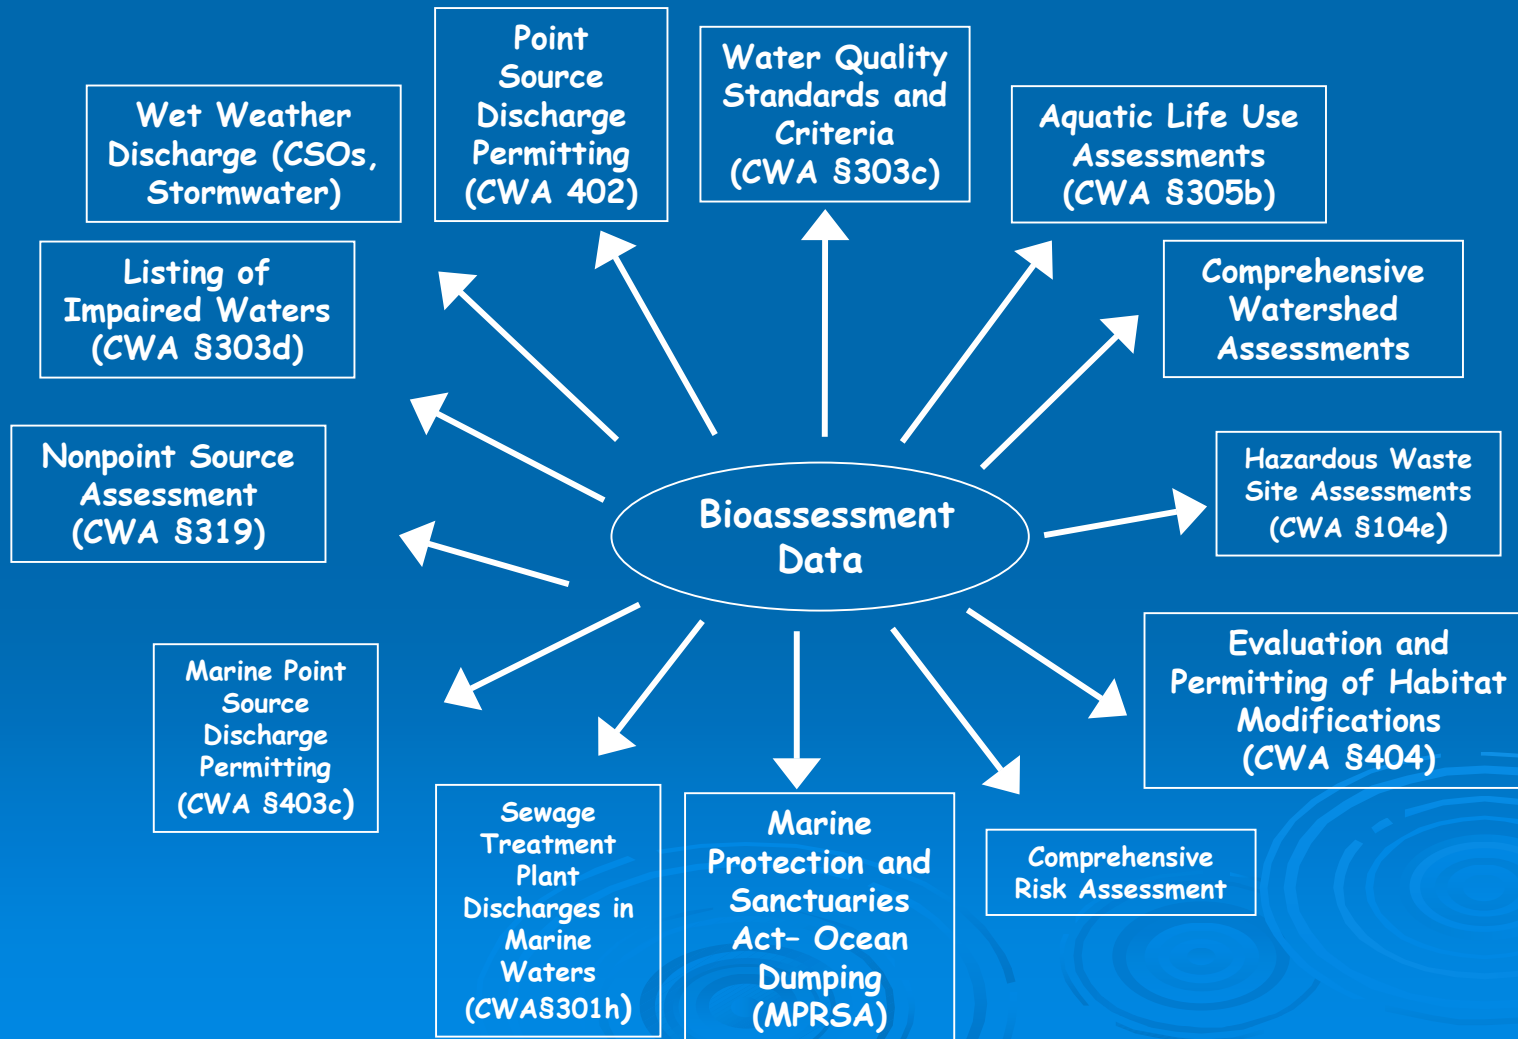 Point
Source
Discharge
Permitting
(CWA 402)
Water Quality
Standards and
Criteria
(CWA §303c)
Wet Weather
Discharge (CSOs,
Stormwater)
Aquatic Life Use
Assessments
(CWA §305b)
Listing of
Impaired Waters
(CWA §303d)
Comprehensive
Watershed
Assessments
Nonpoint Source
Assessment
(CWA §319)
Hazardous Waste
Site Assessments
(CWA §104e)
Bioassessment
Data
Marine Point
Source
Discharge
Permitting
(CWA §403c)
Evaluation and
Permitting of Habitat
Modifications
(CWA §404)
Sewage
Treatment
Plant
Discharges in
Marine
Waters
(CWA§301h)
Marine
Protection and
Sanctuaries
Act– Ocean
Dumping
(MPRSA)
Comprehensive
Risk Assessment